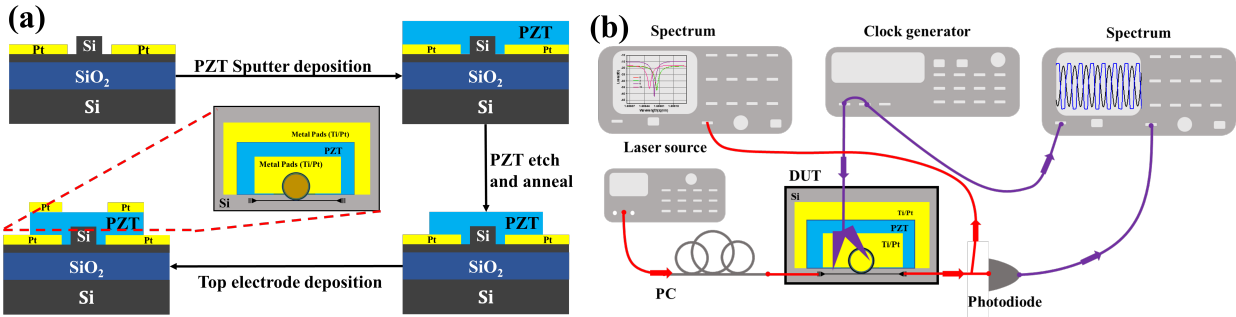 (a)
Pt
Si
Pt
SiO2
Si
PZT Sputter deposition
PZT
Pt
Si
Pt
SiO2
Si
PZT etch
and anneal
Metal Pads (Ti/Pt)
PZT
Metal Pads (Ti/Pt)
Si
PZT
Pt
Si
Pt
SiO2
Si
Top electrode deposition
Pt
Pt
PZT
Pt
Si
Pt
SiO2
Si
(b)
Spectrum
Clock generator
Spectrum
Laser source
DUT
Si
Ti/Pt
PZT
Ti/Pt
PC
Photodiode